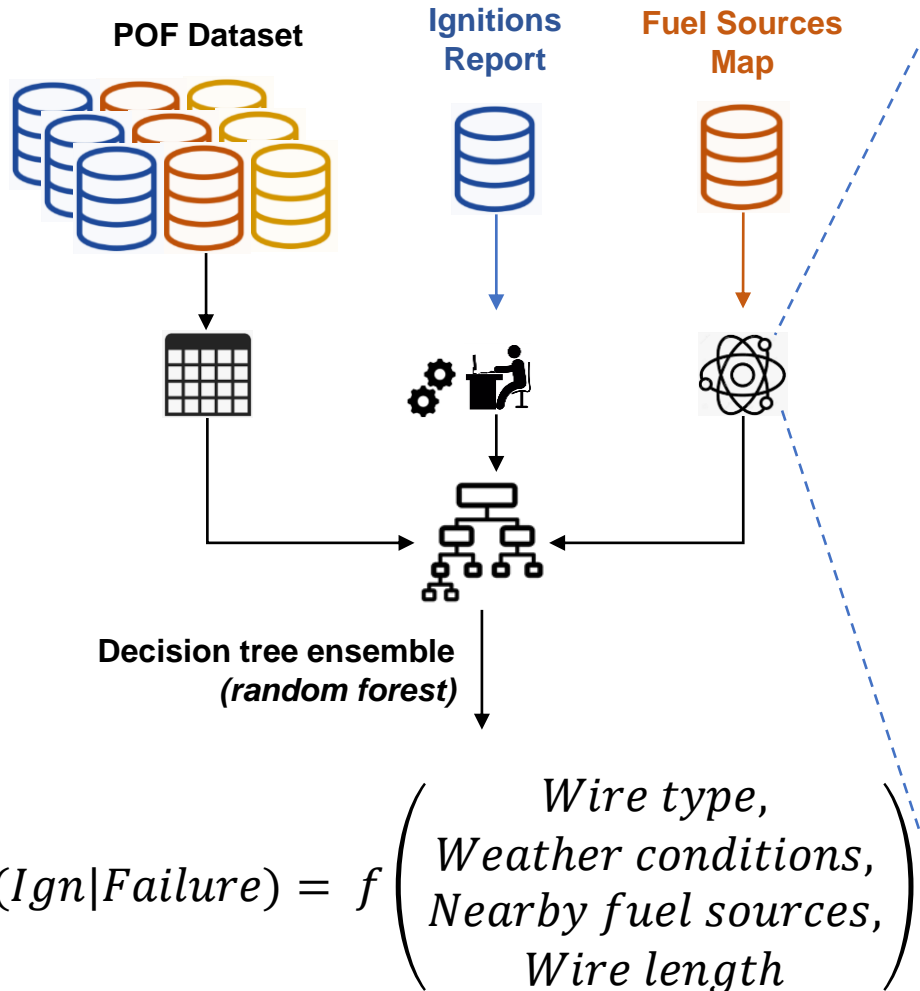 POF Dataset
Ignitions
Report
Fuel Sources
Map
Decision tree ensemble
(random forest)
(Ign|Failure) = f(
Wire type,
Weather conditions,
Nearby fuel sources,
Wire length
)